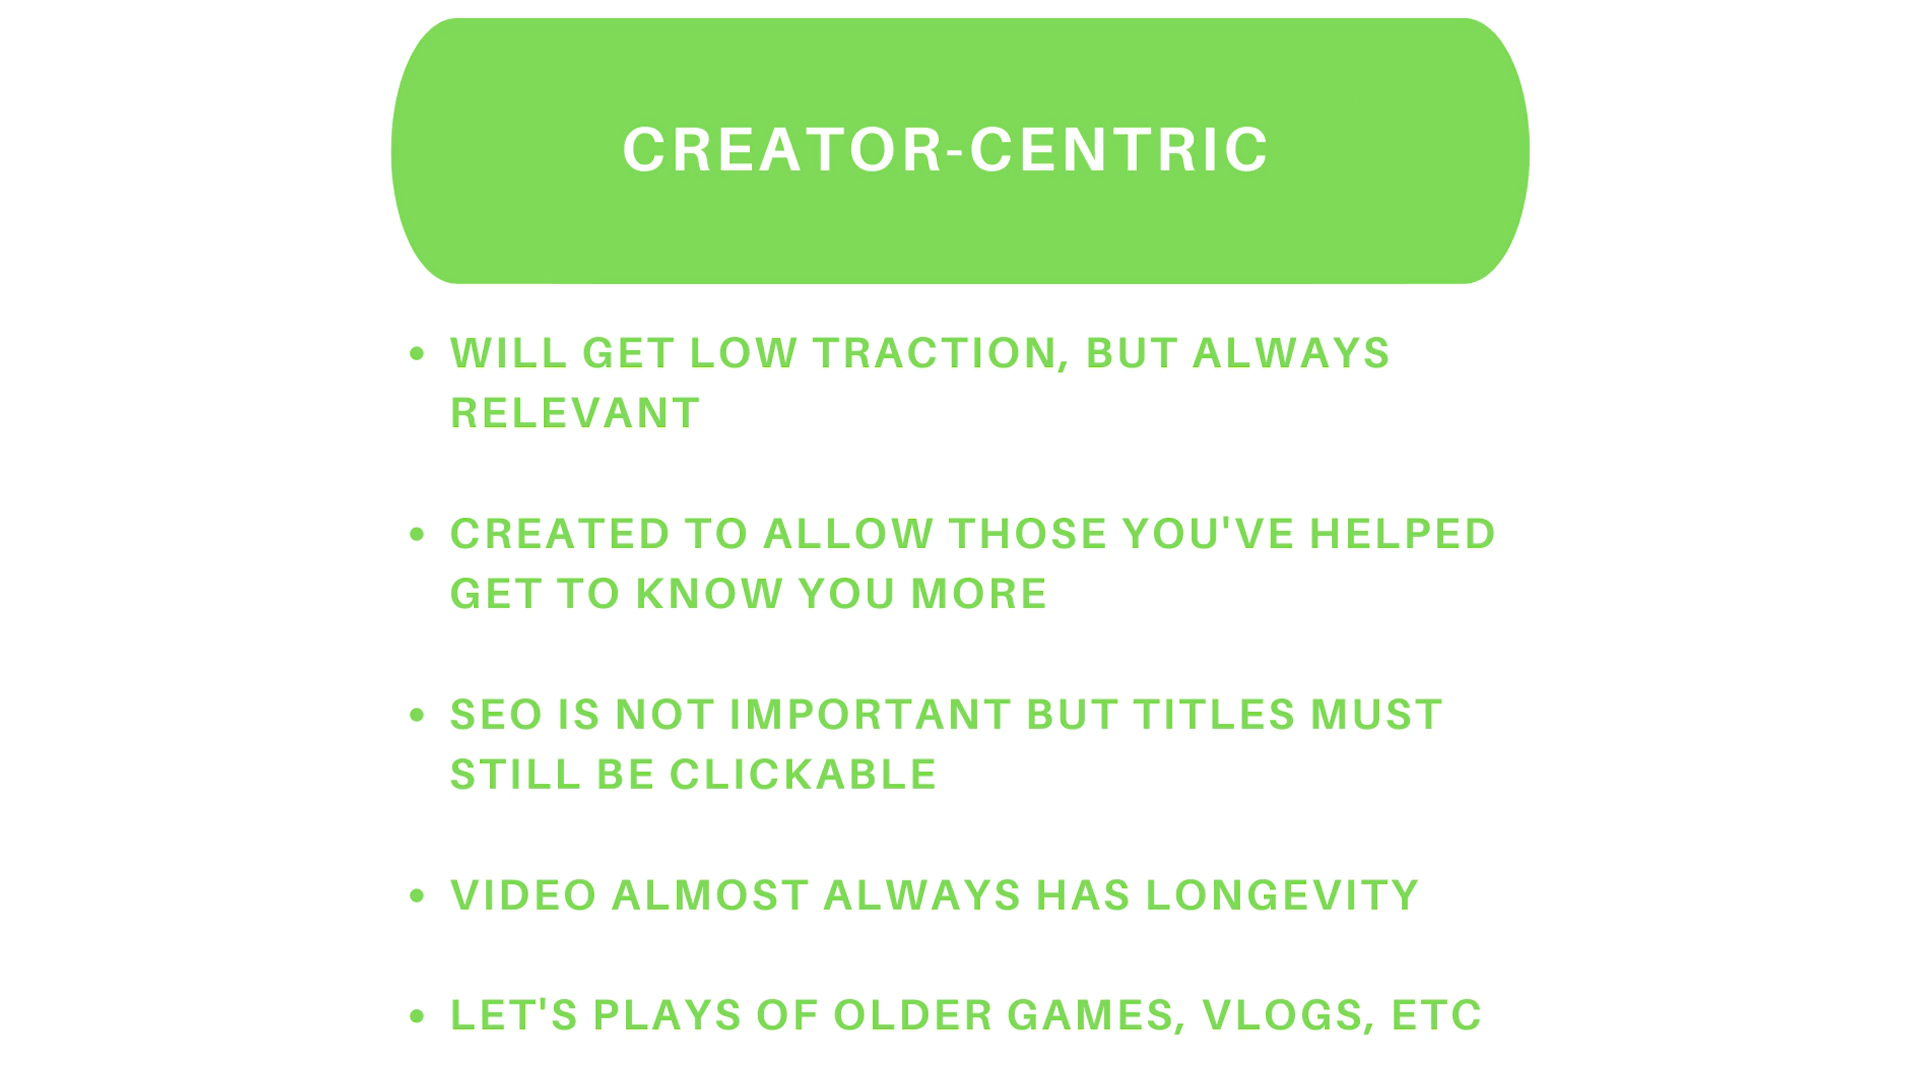 CREATOR-CENTRIC
• WILL GET LOW TRACTION, BUT ALWAYS
RELEVANT
• CREATED TO ALLOW THOSE YOU'VE HELPED
GET TO KNOW YOU MORE
• SEO IS NOT IMPORTANT BUT TITLES MUST
STILL BE CLICKABLE
• VIDEO ALMOST ALWAYS HAS LONGEVITY
• LET'S PLAYS OF OLDER GAMES, VLOGS, ETC